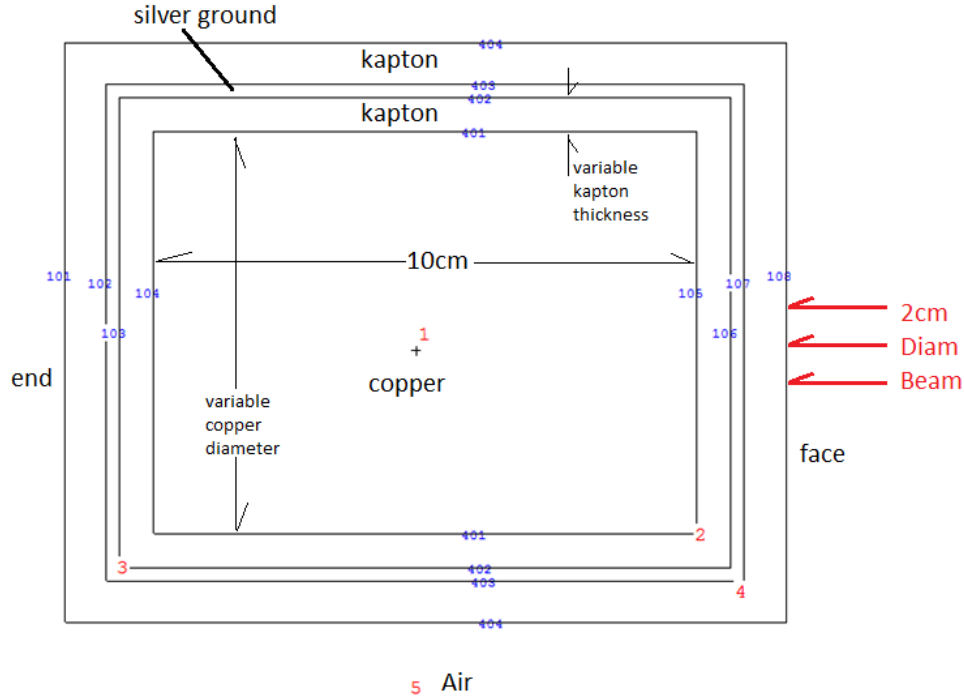 silver ground
404
kapton
403
402
kapton
401
variable
kapton
thickness
10cm
101
102
104
105
107
108
103
106
1
copper
2cm
Diam
Beam
end
variable
copper
diameter
face
401
2
3
402
403
4
404
5 Air